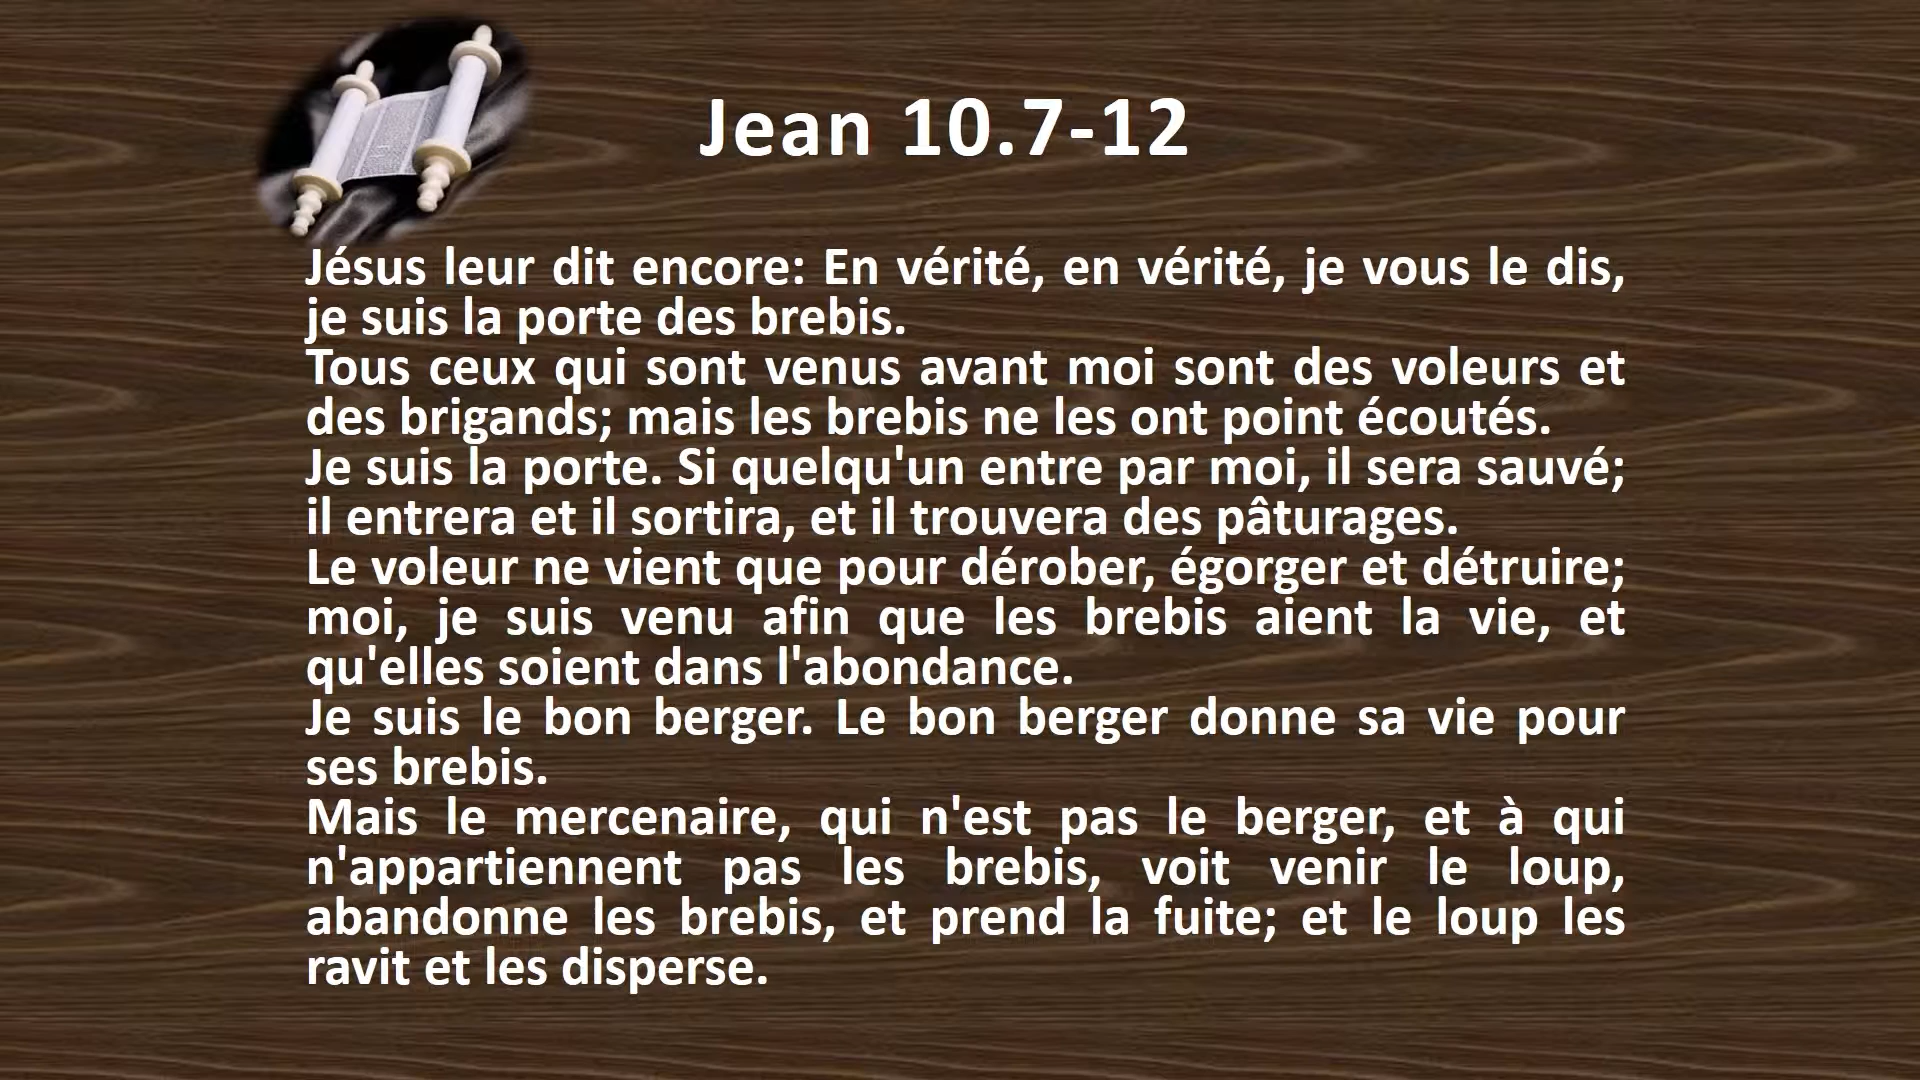 Jean 10.7-12
Jésus leur dit encore: En vérité, en vérité, je vous le dis,
je suis la porte des brebis.
Tous ceux qui sont venus avant moi sont des voleurs et
des brigands; mais les brebis ne les ont point écoutés.
Je suis la porte. Si quelqu'un entre par moi, il sera sauvé;
il entrera et il sortira, et il trouvera des pâturages.
Le voleur ne vient que pour dérober, égorger et détruire;
moi, je suis venu afin que les brebis aient la vie, et
qu'elles soient dans l'abondance.
Je suis le bon berger. Le bon berger donne sa vie pour
ses brebis.
Mais le mercenaire, qui n'est pas le berger, et à qui
n'appartiennent pas les brebis, voit venir le loup,
abandonne les brebis, et prend la fuite; et le loup les
ravit et les disperse.